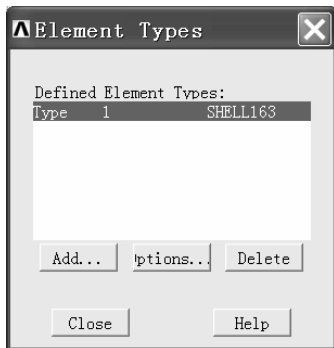 Element Types
Defined Element Types:
Type 1 SHELL163
Add... ptions... Delete
Close Help